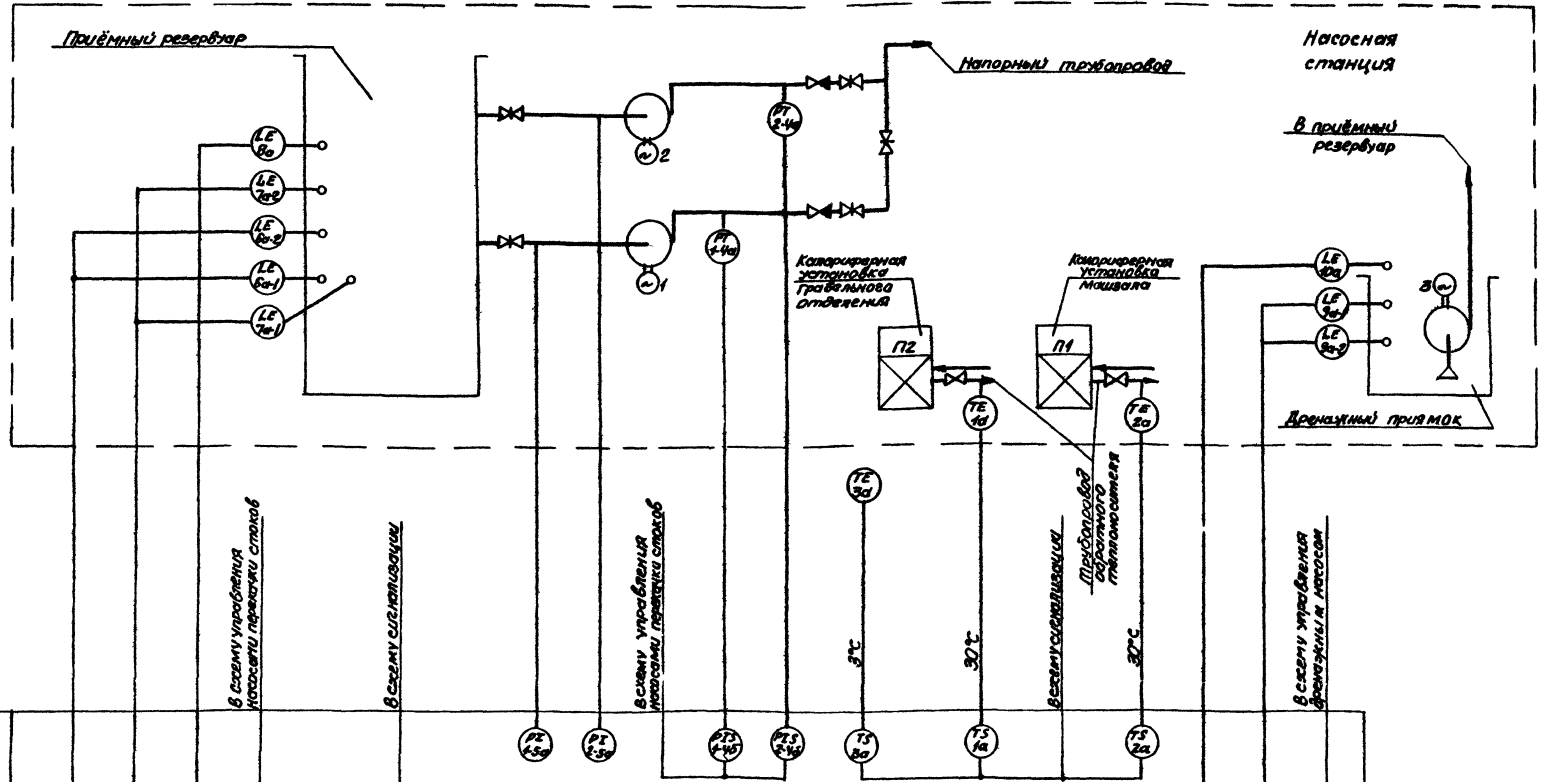 Приёмный резервуар
Напорный трубопровод
Насосная
станция
В приёмный
резервуар
LE
8а
LE
7а-2
LE
6а-2
LE
6а-1
LE
7а-1
2
1
PT
2-4а
PT
1-4а
Калориферная
установка
грабельного
отделения
П2
Калориферная
установка
машзала
П1
TE
1а
TE
2а
LE
10а
LE
9а-1
LE
9а-2
3
Дренажный приямок
TE
3а
Трубопровод
обратного
теплоносителя
В схему управления
насосами перекачки стоков
В схему сигнализации
В схему управления
насосами перекачки стоков
3°С
30°С
В схему сигнализации
30°С
В схему управления
дренажным насосом
PI
1-5а
PI
2-5а
PIS
1-4б
PIS
2-4б
TS
3а
TS
1а
TS
2а